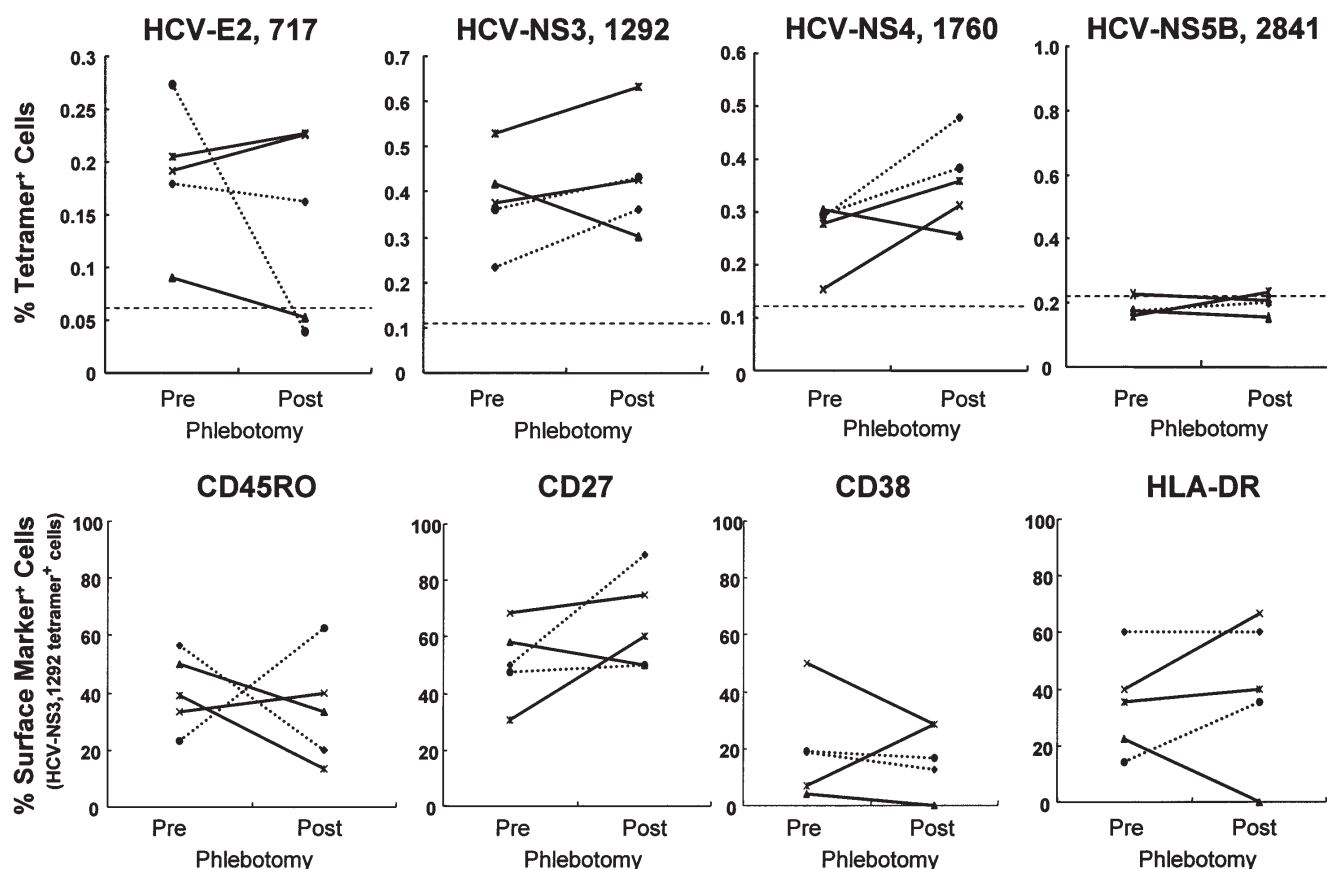 HCV-E2, 717
HCV-NS3, 1292
HCV-NS4, 1760
HCV-NS5B, 2841
% Tetramer+ Cells
0.3
0.25
0.2
0.15
0.1
0.05
0
Pre Post
Phlebotomy
0.7
0.6
0.5
0.4
0.3
0.2
0.1
0
Pre Post
Phlebotomy
0.6
0.5
0.4
0.3
0.2
0.1
0
Pre Post
Phlebotomy
1.0
0.8
0.6
0.4
0.2
0
Pre Post
Phlebotomy
CD45RO
CD27
CD38
HLA-DR
% Surface Marker+ Cells
(HCV-NS3,1292 tetramer+ cells)
100
80
60
40
20
0
Pre Post
Phlebotomy
100
80
60
40
20
0
Pre Post
Phlebotomy
100
80
60
40
20
0
Pre Post
Phlebotomy
100
80
60
40
20
0
Pre Post
Phlebotomy